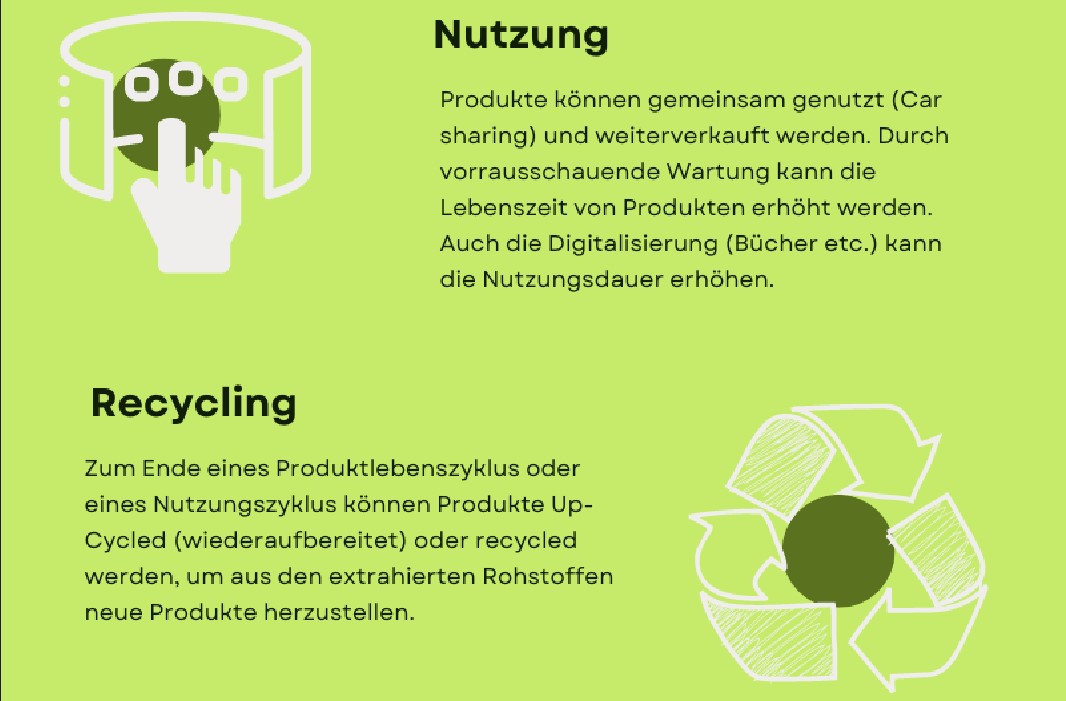 Nutzung
Produkte können gemeinsam genutzt (Car
sharing) und weiterverkauft werden. Durch
vorrausschauende Wartung kann die
Lebenszeit von Produkten erhöht werden.
Auch die Digitalisierung (Bücher etc.) kann
die Nutzungsdauer erhöhen.
Recycling
Zum Ende eines Produktlebenszyklus oder
eines Nutzungszyklus können Produkte Up-
Cycled (wiederaufbereitet) oder recycled
werden, um aus den extrahierten Rohstoffen
neue Produkte herzustellen.